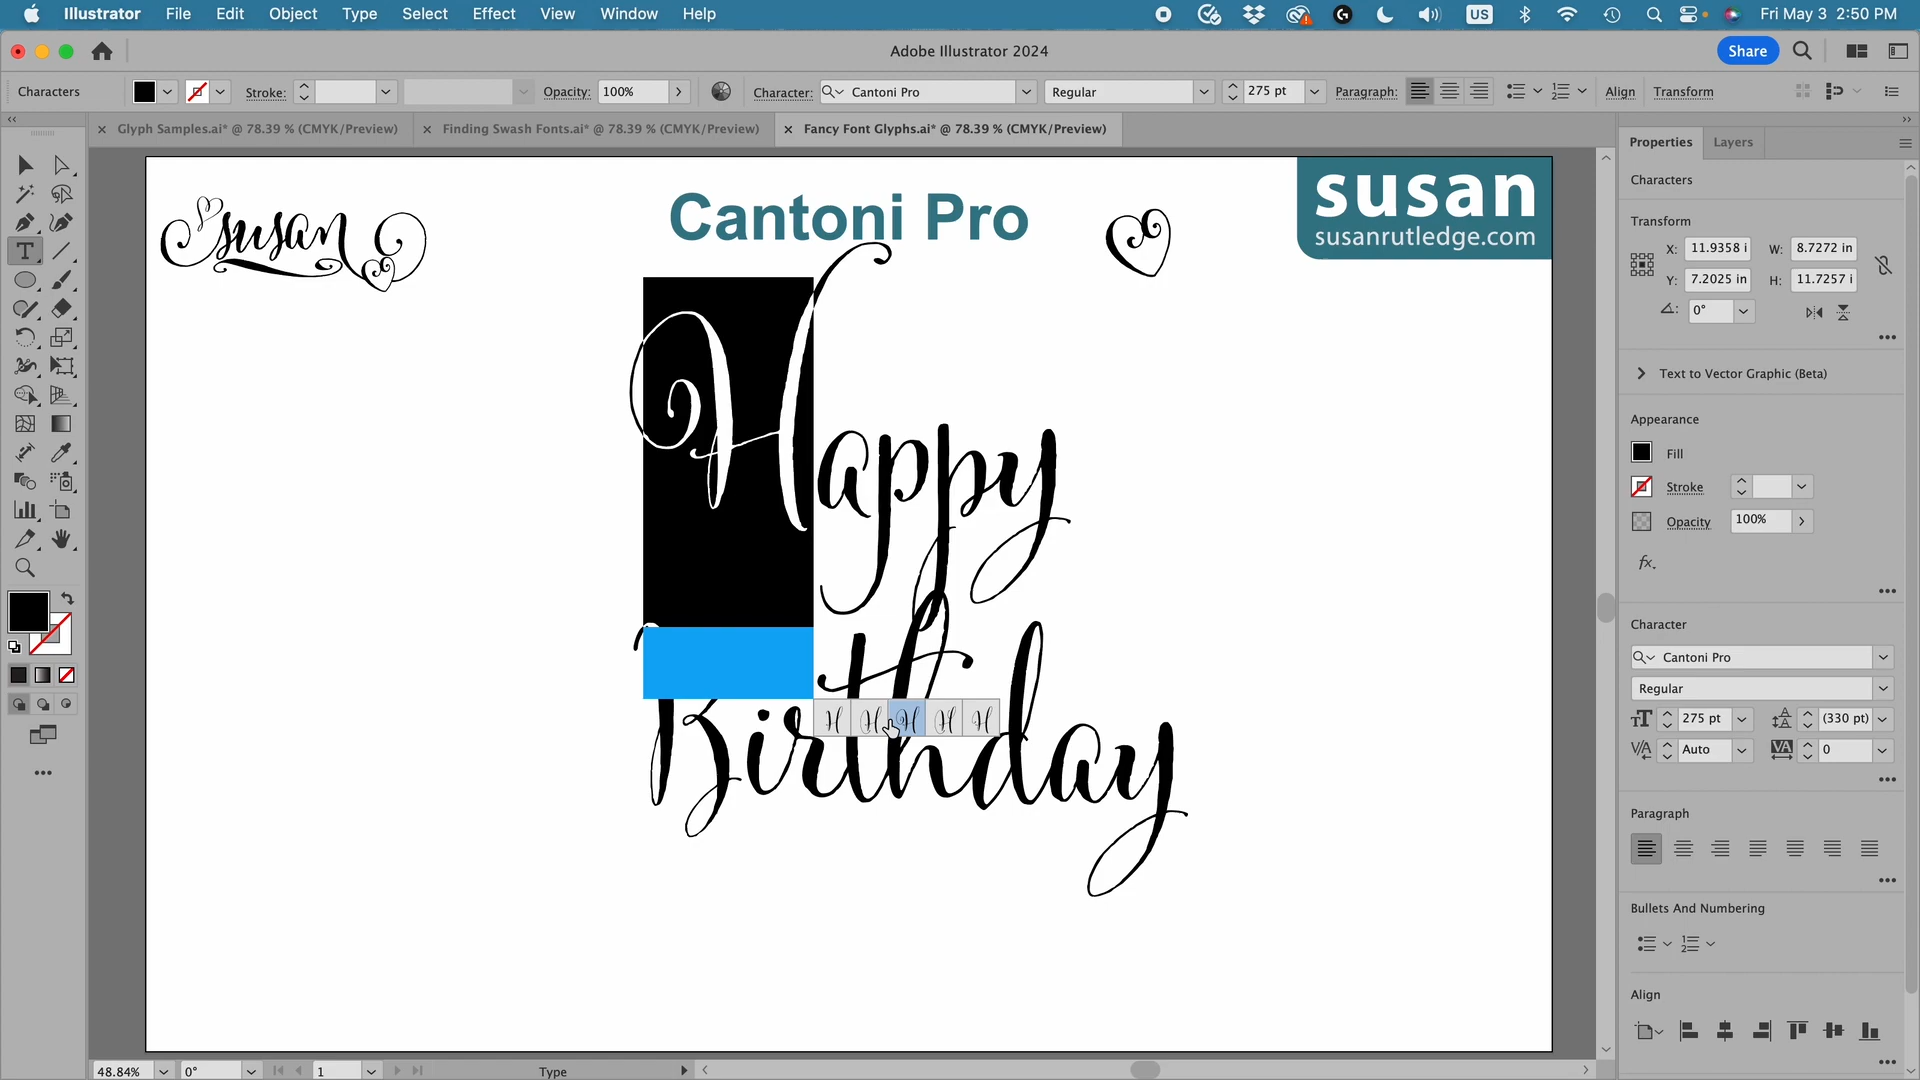 Illustrator File Edit Object Type Select Effect View Window Help US Fri May 3 2:50 PM
Adobe Illustrator 2024 Share
Characters Stroke: Opacity: 100% Character: Cantoni Pro Regular 275 pt Paragraph: Align Transform
Glyph Samples.ai* @ 78.39 % (CMYK/Preview) Finding Swash Fonts.ai* @ 78.39 % (CMYK/Preview) Fancy Font Glyphs.ai* @ 78.39 % (CMYK/Preview)
susan
Cantoni Pro
susan
susanrutledge.com
Happy
Birthday
H H H H H
Properties Layers
Characters
Transform
X: 11.9358 i W: 8.7272 in
Y: 7.2025 in H: 11.7257 i
0°
Text to Vector Graphic (Beta)
Appearance
Fill
Stroke
Opacity 100%
fx.
Character
Cantoni Pro
Regular
275 pt (330 pt)
Auto 0
Paragraph
Bullets And Numbering
Align
48.84% 0° 1 Type